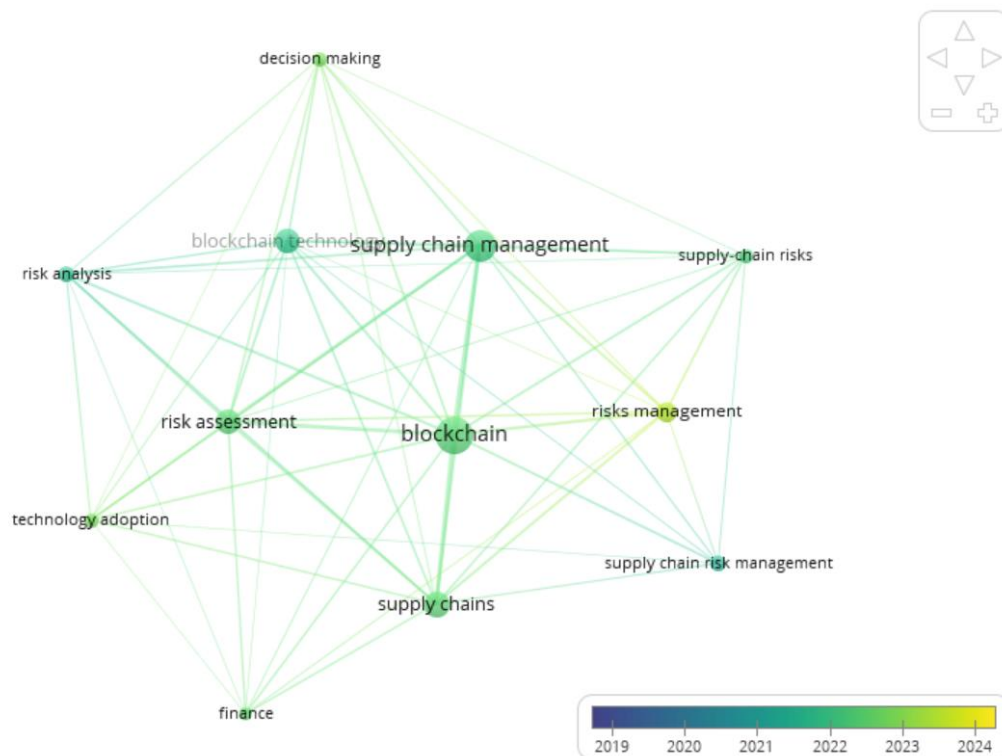 decision making
blockchain technology
supply chain management
supply-chain risks
risk analysis
risks management
risk assessment
blockchain
technology adoption
supply chain risk management
supply chains
finance
2019 2020 2021 2022 2023 2024